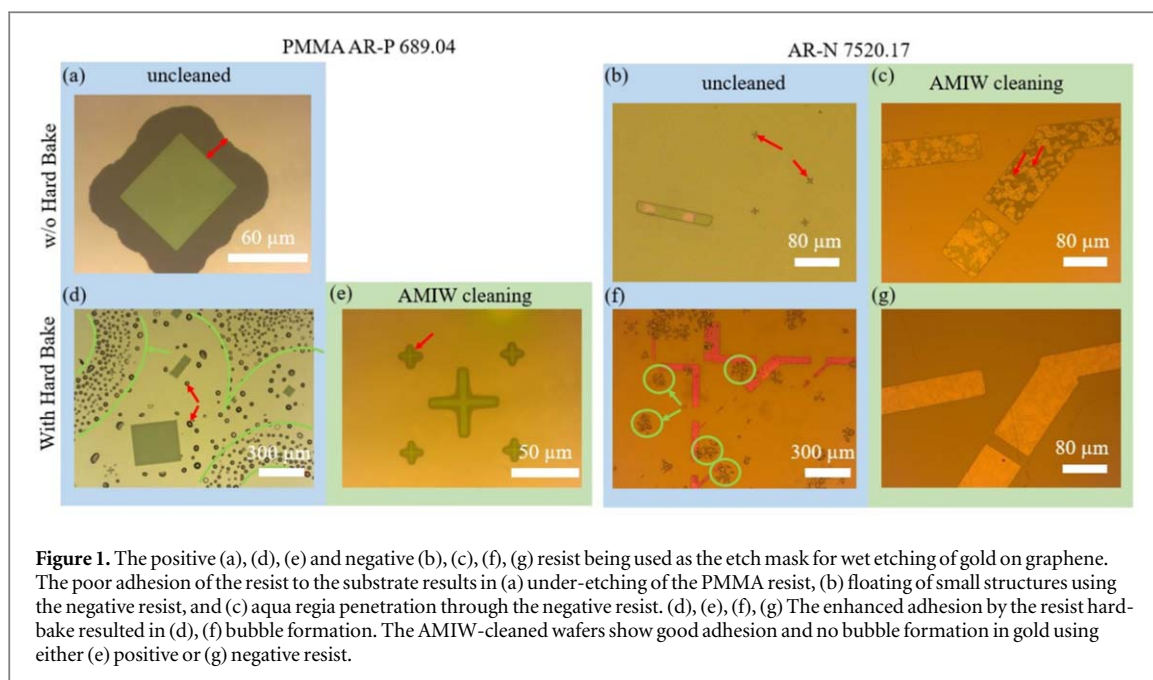 PMMA AR-P 689.04
AR-N 7520.17
(a) uncleaned
(b) uncleaned
(c) AMIW cleaning
w/o Hard Bake
60 µm
80 µm
80 µm
(d)
(e) AMIW cleaning
(f)
(g)
With Hard Bake
300 µm
50 µm
300 µm
80 µm
Figure 1. The positive (a), (d), (e) and negative (b), (c), (f), (g) resist being used as the etch mask for wet etching of gold on graphene.
The poor adhesion of the resist to the substrate results in (a) under-etching of the PMMA resist, (b) floating of small structures using
the negative resist, and (c) aqua regia penetration through the negative resist. (d), (e), (f), (g) The enhanced adhesion by the resist hard-
bake resulted in (d), (f) bubble formation. The AMIW-cleaned wafers show good adhesion and no bubble formation in gold using
either (e) positive or (g) negative resist.